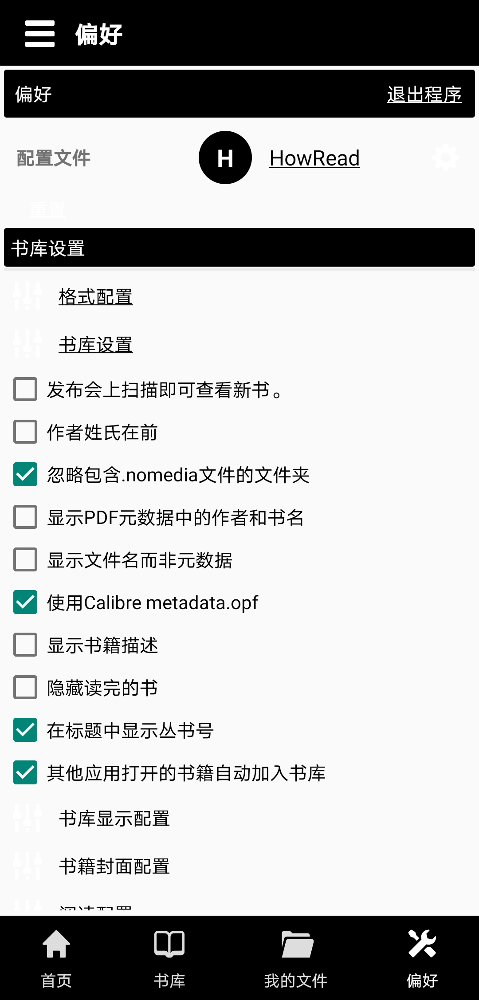 偏好
偏好
退出程序
配置文件
H
HowRead
重置
书库设置
格式配置
书库设置
发布会上扫描即可查看新书。
作者姓氏在前
忽略包含.nomedia文件的文件夹
显示PDF元数据中的作者和书名
显示文件名而非元数据
使用Calibre metadata.opf
显示书籍描述
隐藏读完的书
在标题中显示丛书号
其他应用打开的书籍自动加入书库
书库显示配置
书籍封面配置
首页
书库
我的文件
偏好